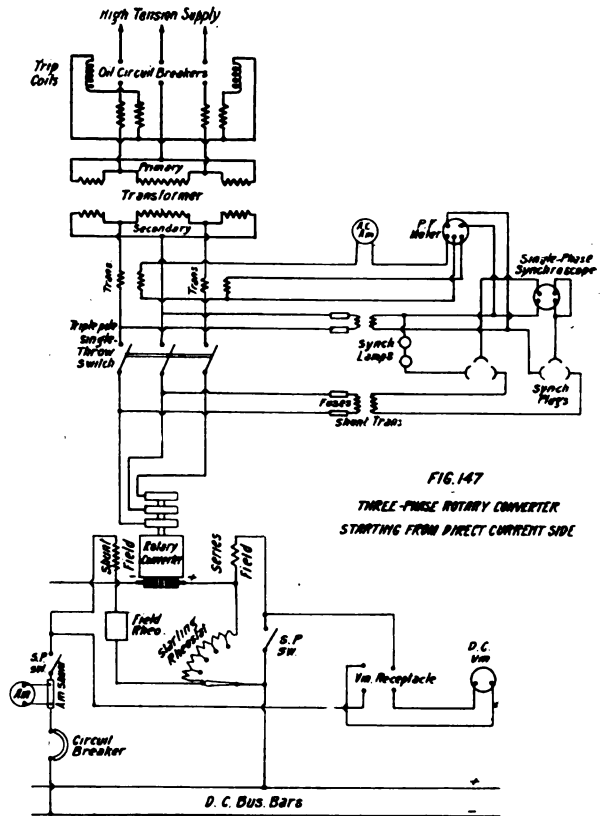 High Tension Supply
Trip
Coils
Oil Circuit Breakers
Primary
Transformer
Secondary
A.C.
Am
P.F.
Meter
Single-Phase
Synchroscope
Trans.
Trans
Triple pole
Single-
Throw
Switch
Synch
Lamps
Synch
Plugs
Fuses
Shunt Trans
FIG. 147
THREE-PHASE ROTARY CONVERTER
STARTING FROM DIRECT CURRENT SIDE
Shunt
Field
Rotary
Converter
Series
Field
- +
Field
Rheo.
Starting
Rheostat
S.P
Sw.
S.P
Sw.
Am
Am Shunt
Vm. Receptacle
D.C.
Vm
Circuit
Breaker
+
D.C. Bus. Bars
-